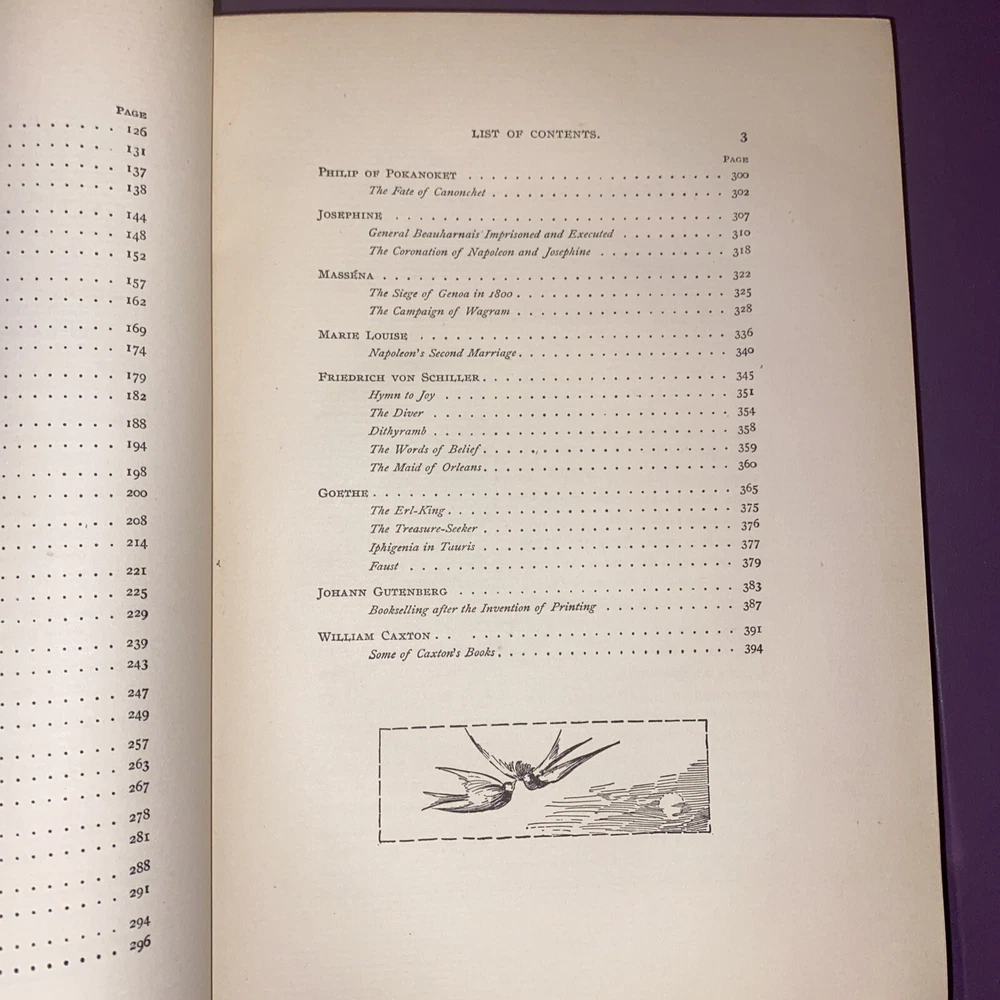 Page
126
131
137
138
144
148
152
157
162
169
174
179
182
188
194
198
200
208
214
221
225
229
239
243
247
249
257
263
267
278
281
288
291
294
296
LIST OF CONTENTS. 3
Page
Philip of Pokanoket . . . . . . . . . . . . . . . . . . . . . . . 300
The Fate of Canonchet . . . . . . . . . . . . . . . . . . . . . 302
Josephine . . . . . . . . . . . . . . . . . . . . . . . . . . . 307
General Beauharnais Imprisoned and Executed . . . . . . . . . 310
The Coronation of Napoleon and Josephine . . . . . . . . . . . 318
Masséna . . . . . . . . . . . . . . . . . . . . . . . . . . . . 322
The Siege of Genoa in 1800 . . . . . . . . . . . . . . . . . . 325
The Campaign of Wagram . . . . . . . . . . . . . . . . . . . 328
Marie Louise . . . . . . . . . . . . . . . . . . . . . . . . . 336
Napoleon's Second Marriage . . . . . . . . . . . . . . . . . . 340
Friedrich von Schiller . . . . . . . . . . . . . . . . . . . . . 345
Hymn to Joy . . . . . . . . . . . . . . . . . . . . . . . . . 351
The Diver . . . . . . . . . . . . . . . . . . . . . . . . . . 354
Dithyramb . . . . . . . . . . . . . . . . . . . . . . . . . . 358
The Words of Belief . . . . . . . . . . . . . . . . . . . . . . 359
The Maid of Orleans . . . . . . . . . . . . . . . . . . . . . . 360
Goethe . . . . . . . . . . . . . . . . . . . . . . . . . . . . . 365
The Erl-King . . . . . . . . . . . . . . . . . . . . . . . . . 375
The Treasure-Seeker . . . . . . . . . . . . . . . . . . . . . . 376
Iphigenia in Tauris . . . . . . . . . . . . . . . . . . . . . . 377
Faust . . . . . . . . . . . . . . . . . . . . . . . . . . . . 379
Johann Gutenberg . . . . . . . . . . . . . . . . . . . . . . . 383
Bookselling after the Invention of Printing . . . . . . . . . . . 387
William Caxton . . . . . . . . . . . . . . . . . . . . . . . . 391
Some of Caxton's Books . . . . . . . . . . . . . . . . . . . . 394